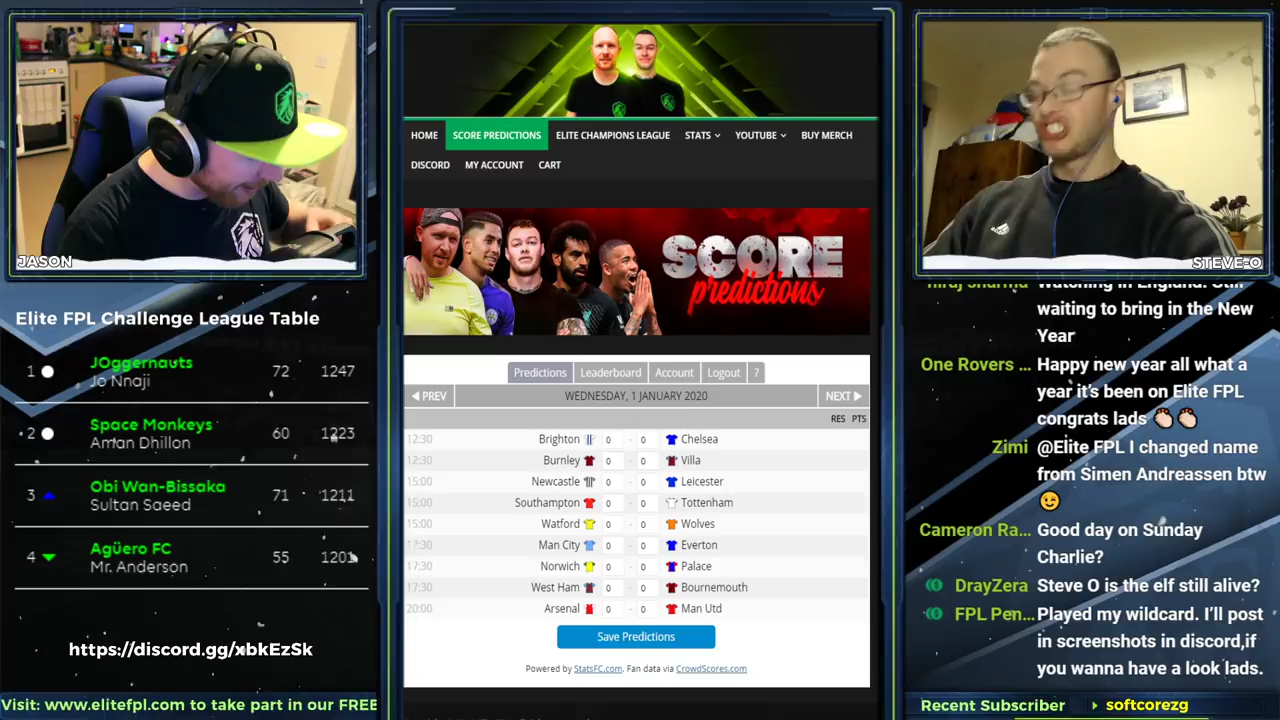 JASON
Elite FPL Challenge League Table
1 JOggernauts 72 1247
Jo Nnaji
2 Space Monkeys 60 1223
Aman Dhillon
3 Obi Wan-Bissaka 71 1211
Sultan Saeed
4 Agüero FC 55 1201
Mr. Anderson
https://discord.gg/xbkEzSk
Visit: www.elitefpl.com to take part in our FREE
HOME SCORE PREDICTIONS ELITE CHAMPIONS LEAGUE STATS YOUTUBE BUY MERCH
DISCORD MY ACCOUNT CART
SCORE
predictions
Predictions Leaderboard Account Logout ?
PREV WEDNESDAY, 1 JANUARY 2020 NEXT
RES PTS
12:30 Brighton 0 - 0 Chelsea
12:30 Burnley 0 - 0 Villa
15:00 Newcastle 0 - 0 Leicester
15:00 Southampton 0 - 0 Tottenham
15:00 Watford 0 - 0 Wolves
17:30 Man City 0 - 0 Everton
17:30 Norwich 0 - 0 Palace
17:30 West Ham 0 - 0 Bournemouth
20:00 Arsenal 0 - 0 Man Utd
Save Predictions
Powered by StatsFC.com. Fan data via CrowdScores.com
STEVE-O
Watching in England. Still
waiting to bring in the New
Year
One Rovers ... Happy new year all what a
year it's been on Elite FPL
congrats lads 👏🏻👏🏻
Zimi @Elite FPL I changed name
from Simen Andreassen btw
😉
Cameron Ra... Good day on Sunday
Charlie?
DrayZera Steve O is the elf still alive?
FPL Pen... Played my wildcard. I'll post
in screenshots in discord,if
you wanna have a look lads.
Recent Subscriber softcorezg